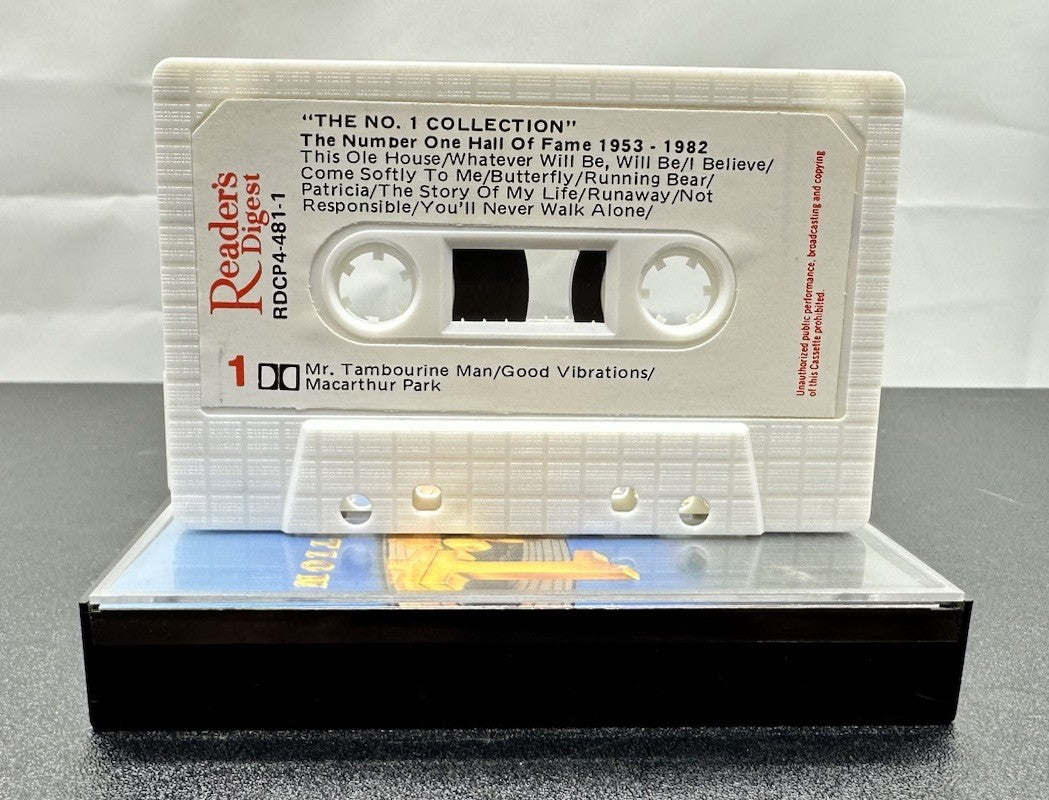 "THE NO. 1 COLLECTION"
The Number One Hall Of Fame 1953 - 1982
This Ole House/Whatever Will Be, Will Be/I Believe/
Come Softly To Me/Butterfly/Running Bear/
Patricia/The Story Of My Life/Runaway/Not
Responsible/You'll Never Walk Alone/
Reader's
Digest
RDCP4-481-1
1
Mr. Tambourine Man/Good Vibrations/
Macarthur Park
Unauthorized public performance, broadcasting and copying
of this Cassette prohibited.